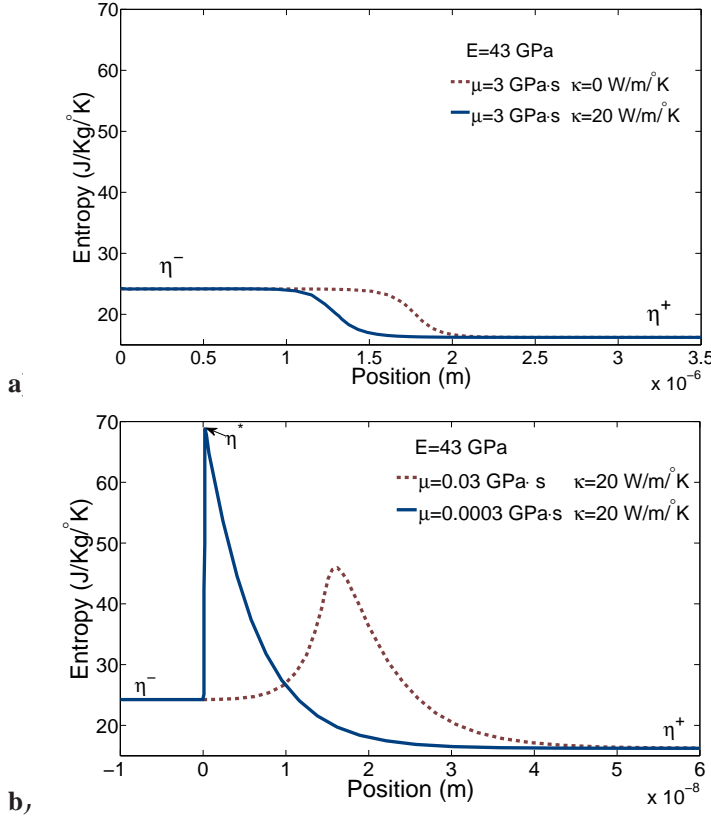 70
60
50
40
30
20
Entropy (J/Kg/°K)
E=43 GPa
μ=3 GPa·s κ=0 W/m/°K
μ=3 GPa·s κ=20 W/m/°K
η⁻
η⁺
0 0.5 1 1.5 2 2.5 3 3.5
Position (m)
x 10⁻⁶
a
70
60
50
40
30
20
Entropy (J/Kg/°K)
η*
E=43 GPa
μ=0.03 GPa· s κ=20 W/m/°K
μ=0.0003 GPa·s κ=20 W/m/°K
η⁻
η⁺
−1 0 1 2 3 4 5 6
Position (m)
x 10⁻⁸
b,